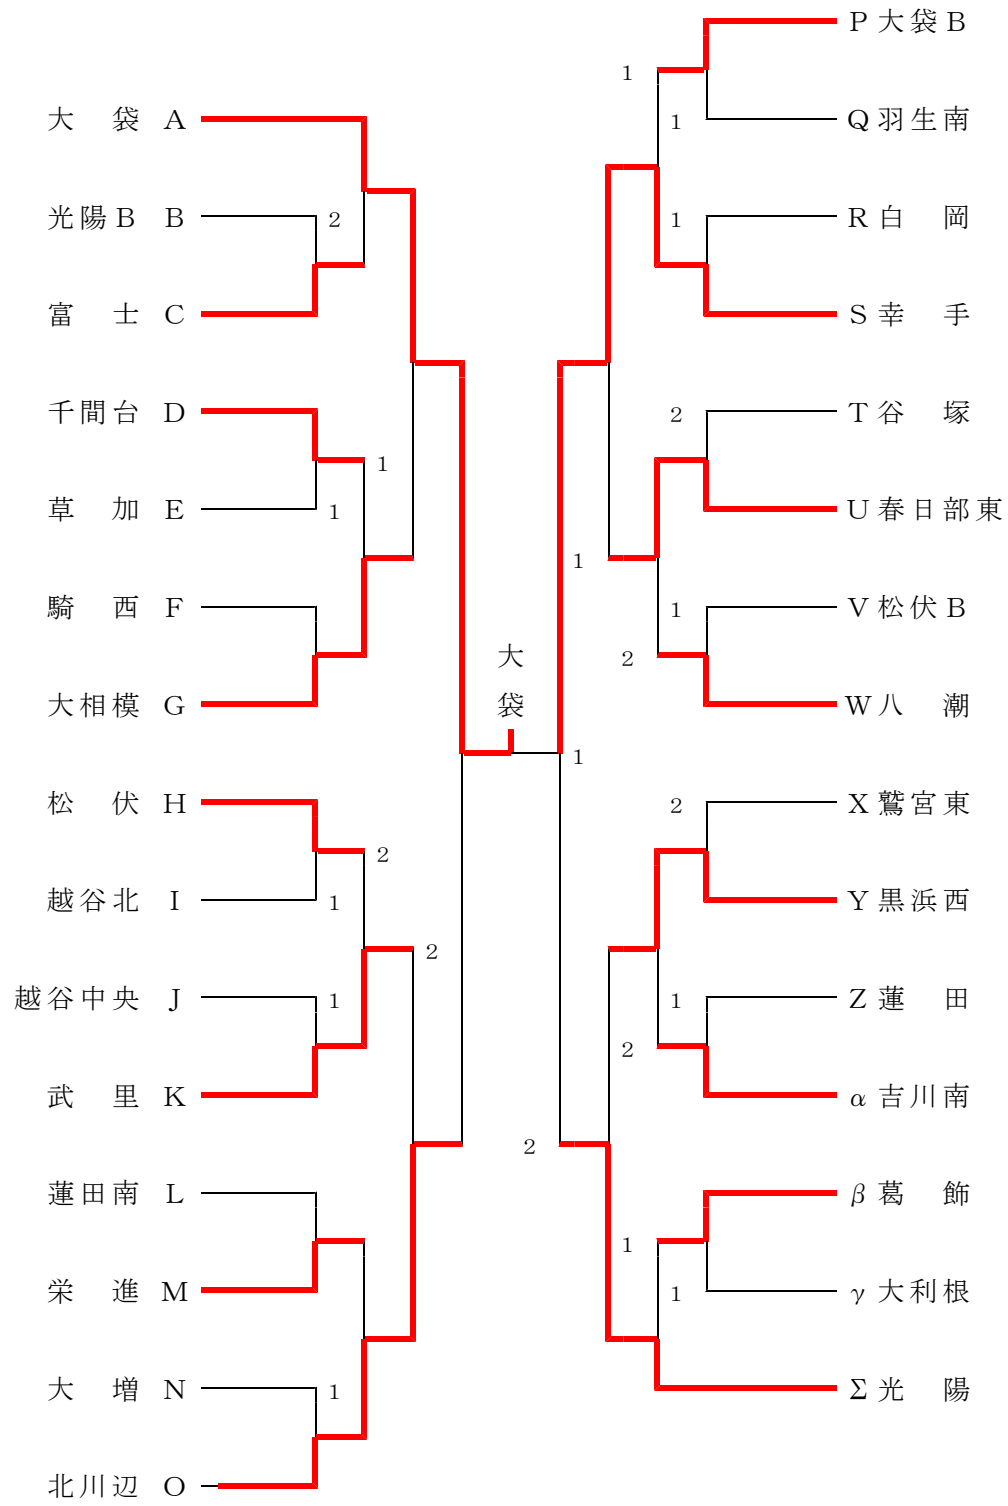 大　袋　A
光陽B　B
2
富　士　C
千間台　D
1
草　加　E
1
騎　西　F
大相模　G
松　伏　H
2
越谷北　I
1
越谷中央　J
1
武　里　K
2
蓮田南　L
栄　進　M
大　増　N
1
北川辺　O
大
袋
P 大袋B
1
Q 羽生南
1
R 白　岡
1
S 幸　手
T 谷　塚
2
U 春日部東
1
V 松伏B
1
2
W 八　潮
1
X 鷲宮東
2
Y 黒浜西
Z 蓮　田
1
2
α 吉川南
2
β 葛　飾
1
γ 大利根
1
Σ 光　陽